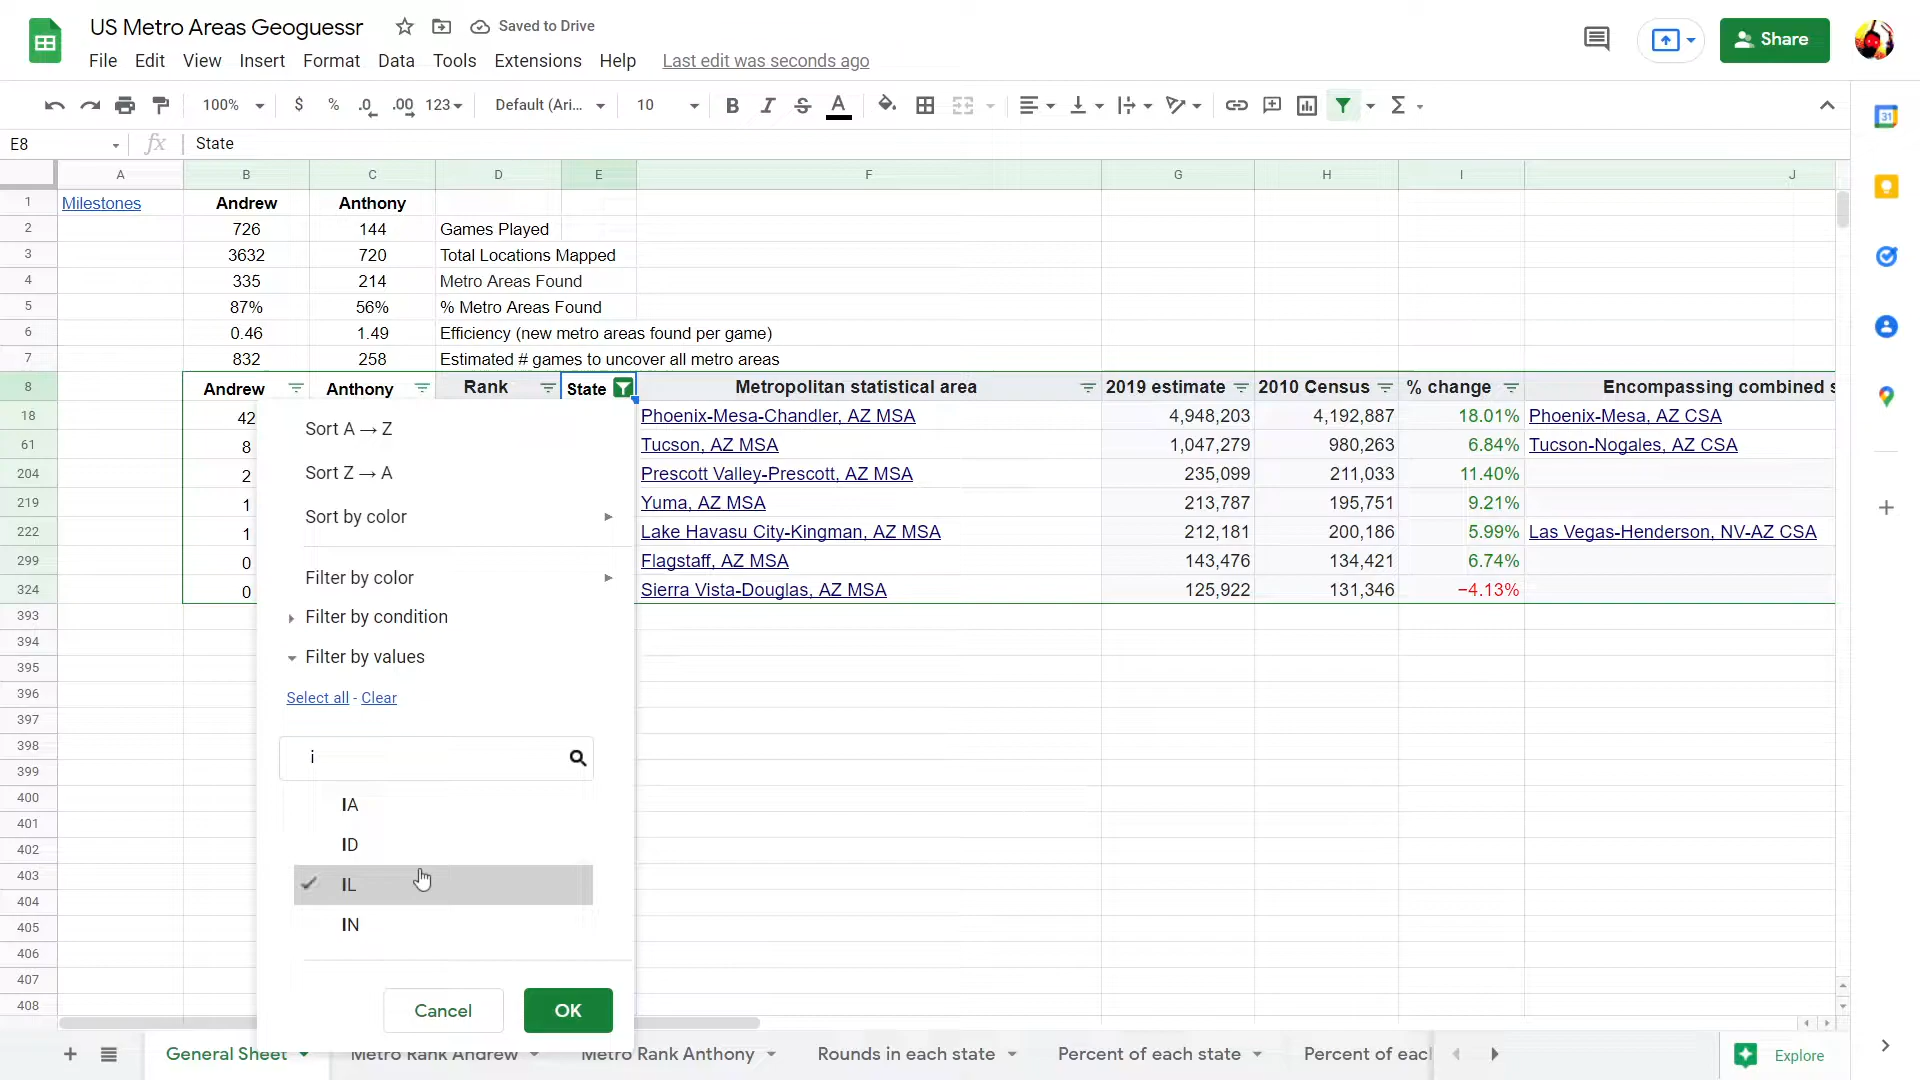 US Metro Areas Geoguessr Saved to Drive
File Edit View Insert Format Data Tools Extensions Help Last edit was seconds ago
Share
100% $ % .0 .00 123 Default (Ari... 10 B I S A Σ
E8 fx State
A B C D E F G H I J
1 Milestones Andrew Anthony
2 726 144 Games Played
3 3632 720 Total Locations Mapped
4 335 214 Metro Areas Found
5 87% 56% % Metro Areas Found
6 0.46 1.49 Efficiency (new metro areas found per game)
7 832 258 Estimated # games to uncover all metro areas
8 Andrew Anthony Rank State Metropolitan statistical area 2019 estimate 2010 Census % change Encompassing combined s
18 42 Phoenix-Mesa-Chandler, AZ MSA 4,948,203 4,192,887 18.01% Phoenix-Mesa, AZ CSA
61 8 Tucson, AZ MSA 1,047,279 980,263 6.84% Tucson-Nogales, AZ CSA
204 2 Prescott Valley-Prescott, AZ MSA 235,099 211,033 11.40%
219 1 Yuma, AZ MSA 213,787 195,751 9.21%
222 1 Lake Havasu City-Kingman, AZ MSA 212,181 200,186 5.99% Las Vegas-Henderson, NV-AZ CSA
299 0 Flagstaff, AZ MSA 143,476 134,421 6.74%
324 0 Sierra Vista-Douglas, AZ MSA 125,922 131,346 −4.13%
393
394
395
396
397
398
399
400
401
402
403
404
405
406
407
408
Sort A → Z
Sort Z → A
Sort by color
Filter by color
Filter by condition
Filter by values
Select all - Clear
i
IA
ID
IL
IN
Cancel OK
General Sheet Metro Rank Andrew Metro Rank Anthony Rounds in each state Percent of each state Percent of eacl Explore
31